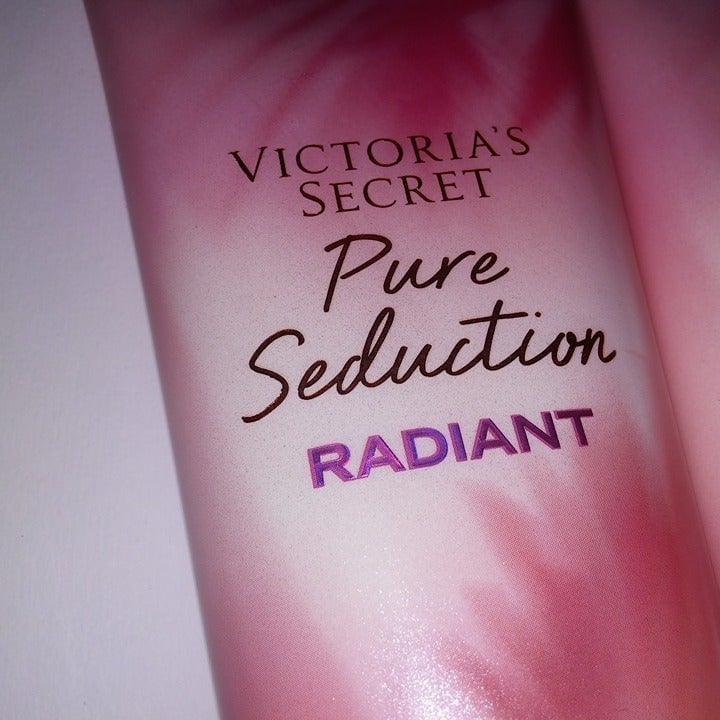 VICTORIA'S
SECRET
Pure
Seduction
RADIANT